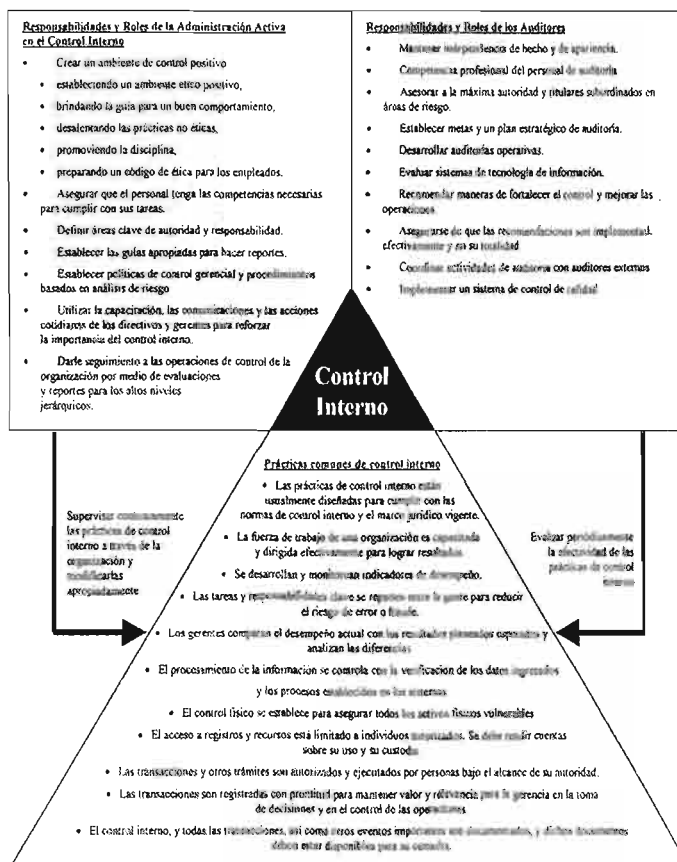 Responsabilidades y Roles de la Administración Activa
en el Control Interno
• Crear un ambiente de control positivo
• estableciendo un ambiente ético positivo,
• brindando la guía para un buen comportamiento,
• desalentando las prácticas no éticas,
• promoviendo la disciplina,
• preparando un código de ética para los empleados.
• Asegurar que el personal tenga las competencias necesarias
para cumplir con sus tareas.
• Definir áreas clave de autoridad y responsabilidad.
• Establecer las guías apropiadas para hacer reportes.
• Establecer políticas de control gerencial y procedimientos
basados en análisis de riesgo
• Utilizar la capacitación, las comunicaciones y las acciones
cotidianas de los directivos y gerentes para reforzar
la importancia del control interno.
• Darle seguimiento a las operaciones de control de la
organización por medio de evaluaciones
y reportes para los altos niveles
jerárquicos.
Responsabilidades y Roles de los Auditores
• Mantener independencia de hecho y de apariencia.
• Competencia profesional del personal de auditoría
• Asesorar a la máxima autoridad y titulares subordinados en
áreas de riesgo.
• Establecer metas y un plan estratégico de auditoría.
• Desarrollar auditorías operativas.
• Evaluar sistemas de tecnología de información.
• Recomendar maneras de fortalecer el control y mejorar las
operaciones
• Asegurarse de que las recomendaciones son implementad.
efectivamente y en su totalidad
• Coordinar actividades de auditoría con auditores externos
• Implementar un sistema de control de calidad
Control
Interno
Prácticas comunes de control interno
• Las prácticas de control interno están
usualmente diseñadas para cumplir con las
normas de control interno y el marco jurídico vigente.
• La fuerza de trabajo de una organización es capacitada
y dirigida efectivamente para lograr resultados
• Se desarrollan y monitorean indicadores de desempeño.
• Las tareas y responsabilidades clave se reparten entre la gente para reducir
el riesgo de error o fraude.
• Los gerentes comparan el desempeño actual con los resultados planeados esperados y
analizan las diferencias
• El procesamiento de la información se controla con la verificación de los datos ingresados
y los procesos establecidos en los sistemas
• El control físico se establece para asegurar todos los activos físicos vulnerables
• El acceso a registros y recursos está limitado a individuos autorizados. Se debe rendir cuentas
sobre su uso y su custodia
• Las transacciones y otros trámites son autorizados y ejecutados por personas bajo el alcance de su autoridad.
• Las transacciones son registradas con prontitud para mantener valor y relevancia para la gerencia en la toma
de decisiones y en el control de las operaciones
• El control interno, y todas las transacciones, así como otros eventos importantes son documentados, y dichos documentos
deben estar disponibles para su consulta.
Supervisar continuamente
las prácticas de control
interno a través de la
organización y
modificarlas
apropiadamente
Evaluar periódicamente
la efectividad de las
prácticas de control
interno